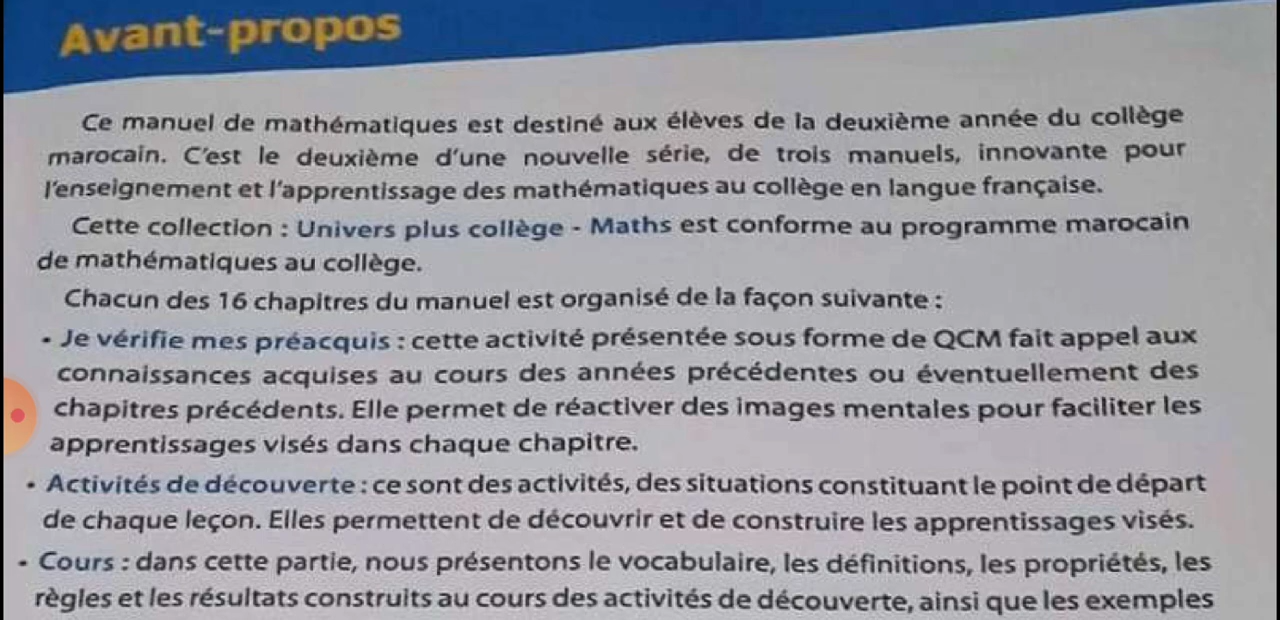 Avant-propos
Ce manuel de mathématiques est destiné aux élèves de la deuxième année du collège
marocain. C'est le deuxième d'une nouvelle série, de trois manuels, innovante pour
l'enseignement et l'apprentissage des mathématiques au collège en langue française.
Cette collection : Univers plus collège - Maths est conforme au programme marocain
de mathématiques au collège.
Chacun des 16 chapitres du manuel est organisé de la façon suivante :
• Je vérifie mes préacquis : cette activité présentée sous forme de QCM fait appel aux
connaissances acquises au cours des années précédentes ou éventuellement des
chapitres précédents. Elle permet de réactiver des images mentales pour faciliter les
apprentissages visés dans chaque chapitre.
• Activités de découverte : ce sont des activités, des situations constituant le point de départ
de chaque leçon. Elles permettent de découvrir et de construire les apprentissages visés.
• Cours : dans cette partie, nous présentons le vocabulaire, les définitions, les propriétés, les
règles et les résultats construits au cours des activités de découverte, ainsi que les exemples